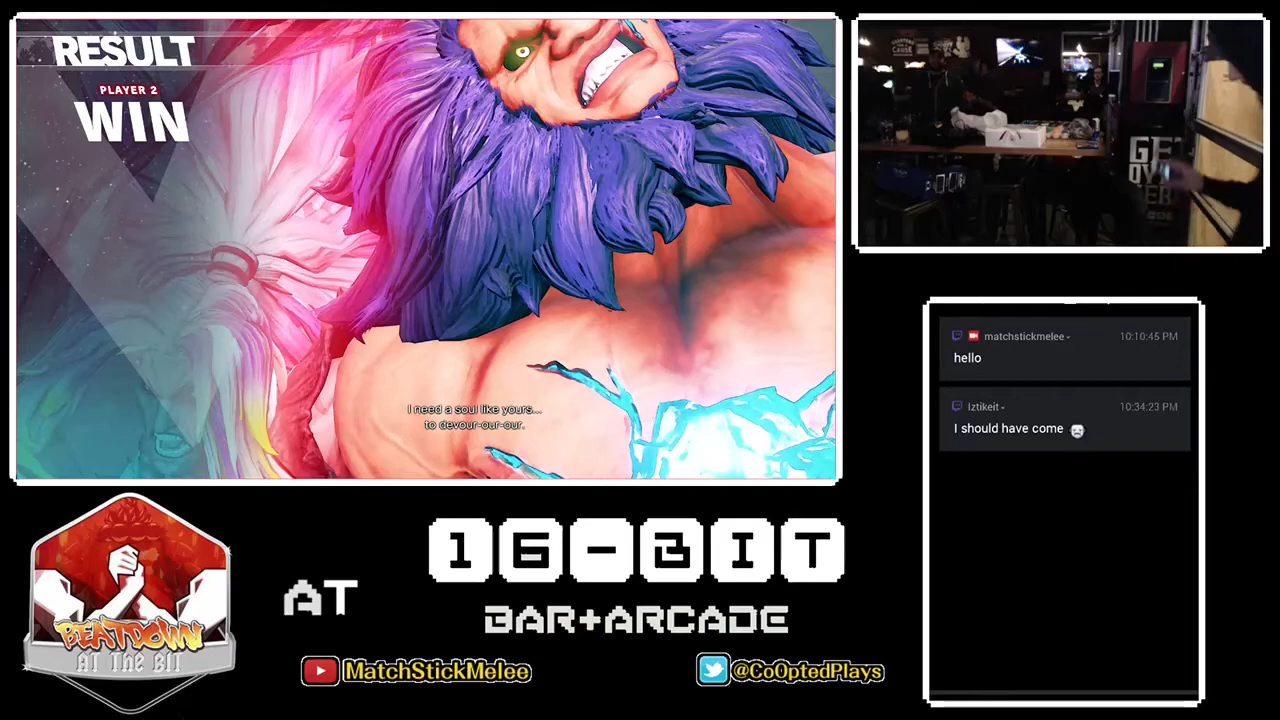 RESULT
PLAYER 2
WIN
I need a soul like yours...
to devour-our-our.
matchstickmelee
10:10:45 PM
hello
Iztikeit
10:34:23 PM
I should have come
BEATDOWN
AT THE BIT
AT
16-BIT
BAR+ARCADE
MatchStickMelee
@CoOptedPlays